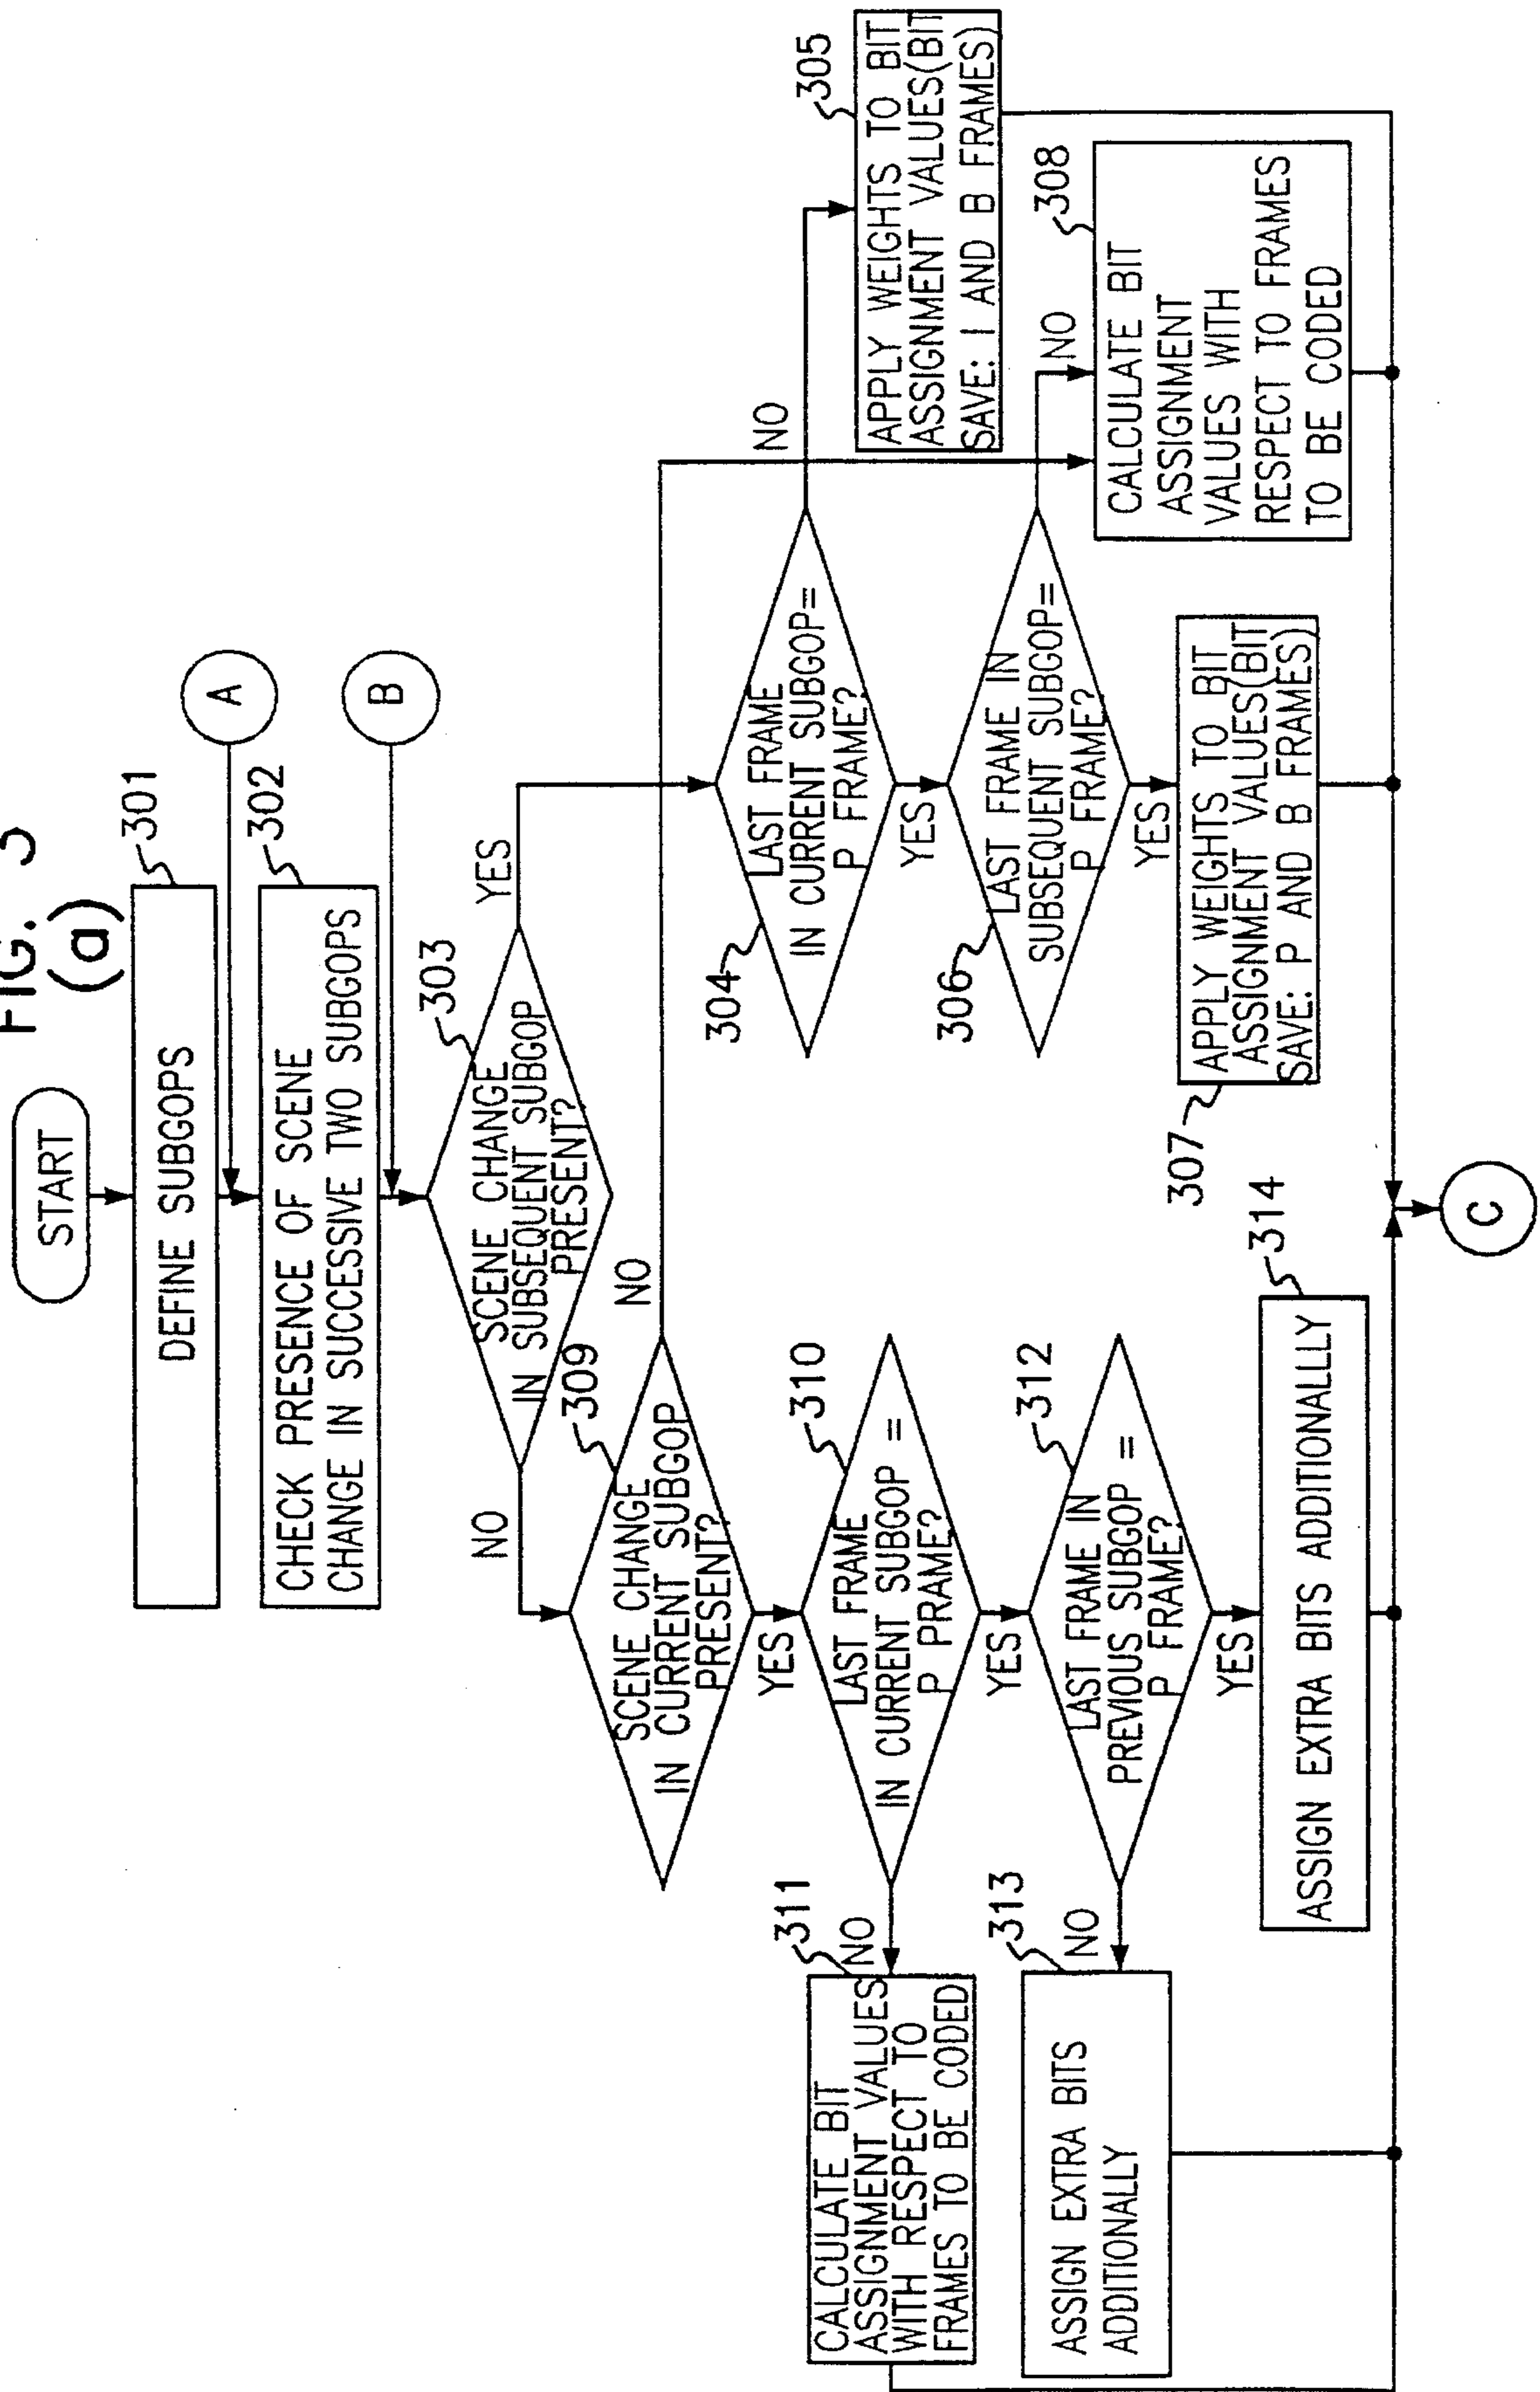 FIG. 3
(a)
START
301
DEFINE SUBGOPS
A
302
CHECK PRESENCE OF SCENE
CHANGE IN SUCCESSIVE TWO SUBGOPS
B
303
SCENE CHANGE
IN SUBSEQUENT SUBGOP
PRESENT?
NO
YES
309
SCENE CHANGE
IN CURRENT SUBGOP
PRESENT?
NO
YES
304
LAST FRAME
IN CURRENT SUBGOP=
P FRAME?
NO
YES
305
APPLY WEIGHTS TO BIT
ASSIGNMENT VALUES(BIT
SAVE: I AND B FRAMES)
310
LAST FRAME
IN CURRENT SUBGOP =
P PRAME?
NO
YES
311
CALCULATE BIT
ASSIGNMENT VALUES
WITH RESPECT TO
FRAMES TO BE CODED
306
LAST FRAME IN
SUBSEQUENT SUBGOP=
P FRAME?
NO
YES
308
CALCULATE BIT
ASSIGNMENT
VALUES WITH
RESPECT TO FRAMES
TO BE CODED
312
LAST FRAME IN
PREVIOUS SUBGOP =
P FRAME?
NO
YES
313
ASSIGN EXTRA BITS
ADDITIONALLY
307
APPLY WEIGHTS TO BIT
ASSIGNMENT VALUES(BIT
SAVE: P AND B FRAMES)
314
ASSIGN EXTRA BITS ADDITIONALLLY
C